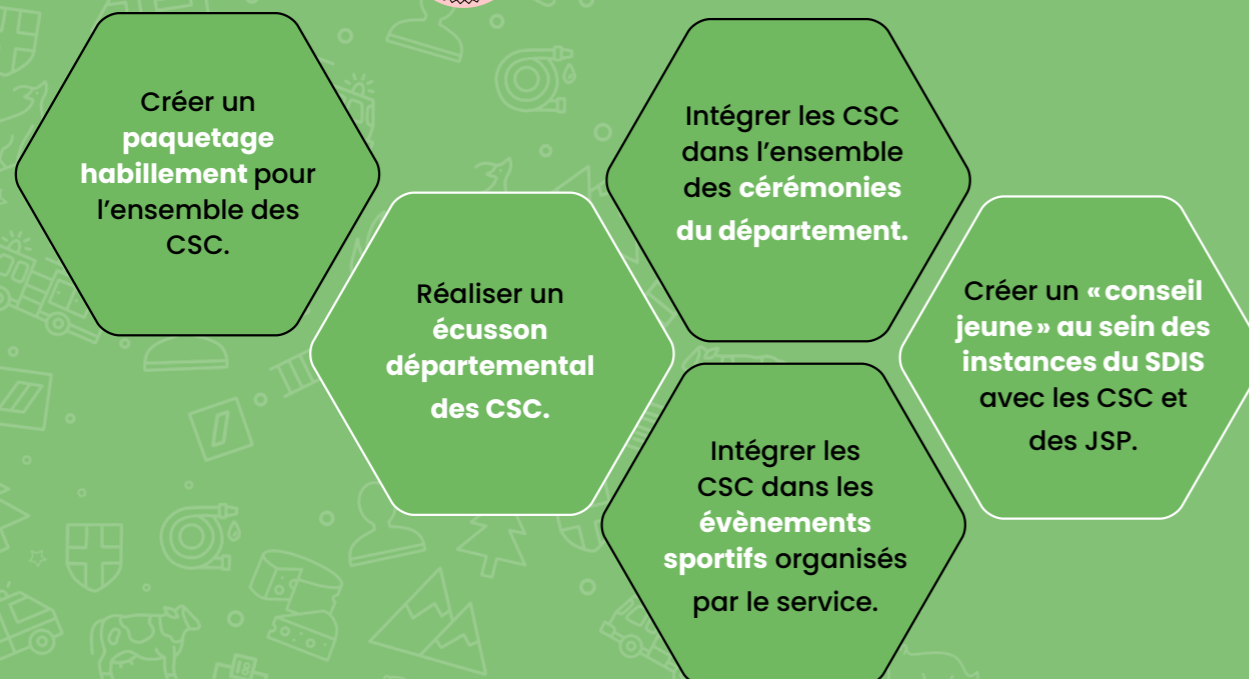 Créer un
paquetage
habillement pour
l'ensemble des
CSC.
Réaliser un
écusson
départemental
des CSC.
Intégrer les CSC
dans l'ensemble
des cérémonies
du département.
Intégrer les
CSC dans les
évènements
sportifs organisés
par le service.
Créer un « conseil
jeune » au sein des
instances du SDIS
avec les CSC et
des JSP.
18